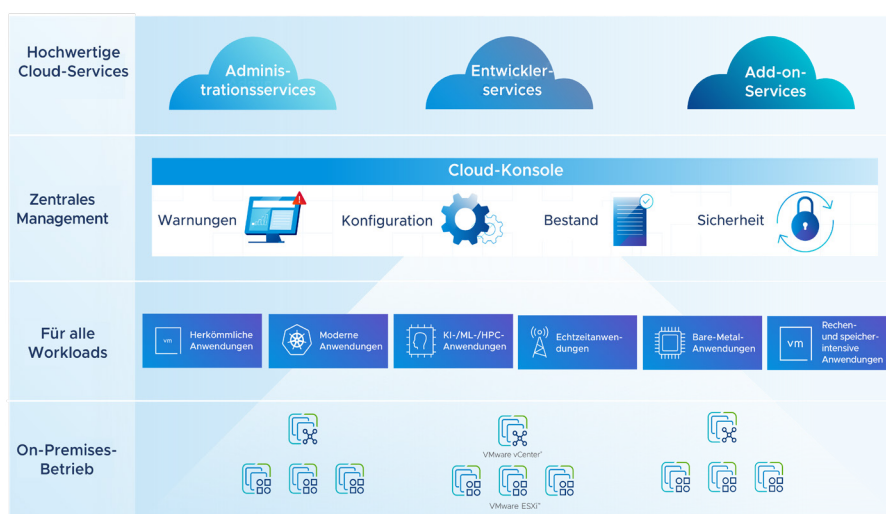 Hochwertige
Cloud-Services
Adminis-
trationsservices
Entwickler-
services
Add-on-
Services
Cloud-Konsole
Zentrales
Management
Warnungen
Konfiguration
Bestand
Sicherheit
Für alle
Workloads
vm
Herkömmliche
Anwendungen
Moderne
Anwendungen
KI-/ML-/HPC-
Anwendungen
Echtzeitanwen-
dungen
Bare-Metal-
Anwendungen
vm
Rechen-
und speicher-
intensive
Anwendungen
On-Premises-
Betrieb
VMware vCenter®
VMware ESXi™